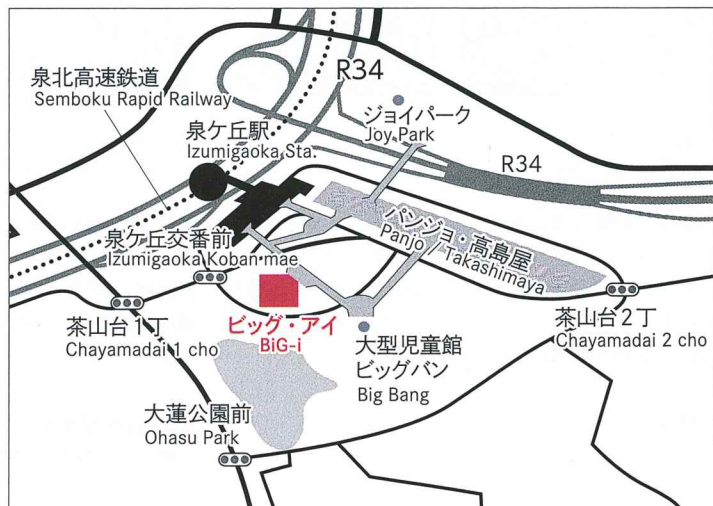 泉北高速鉄道
Semboku Rapid Railway
R34
ジョイパーク
Joy Park
泉ケ丘駅
Izumigaoka Sta.
R34
パンジョ・高島屋
Panjo / Takashimaya
泉ケ丘交番前
Izumigaoka Koban-mae
茶山台1丁
Chayamadai 1 cho
ビッグ・アイ
BiG-i
大型児童館
ビッグバン
Big Bang
茶山台2丁
Chayamadai 2 cho
大蓮公園前
Ohasu Park